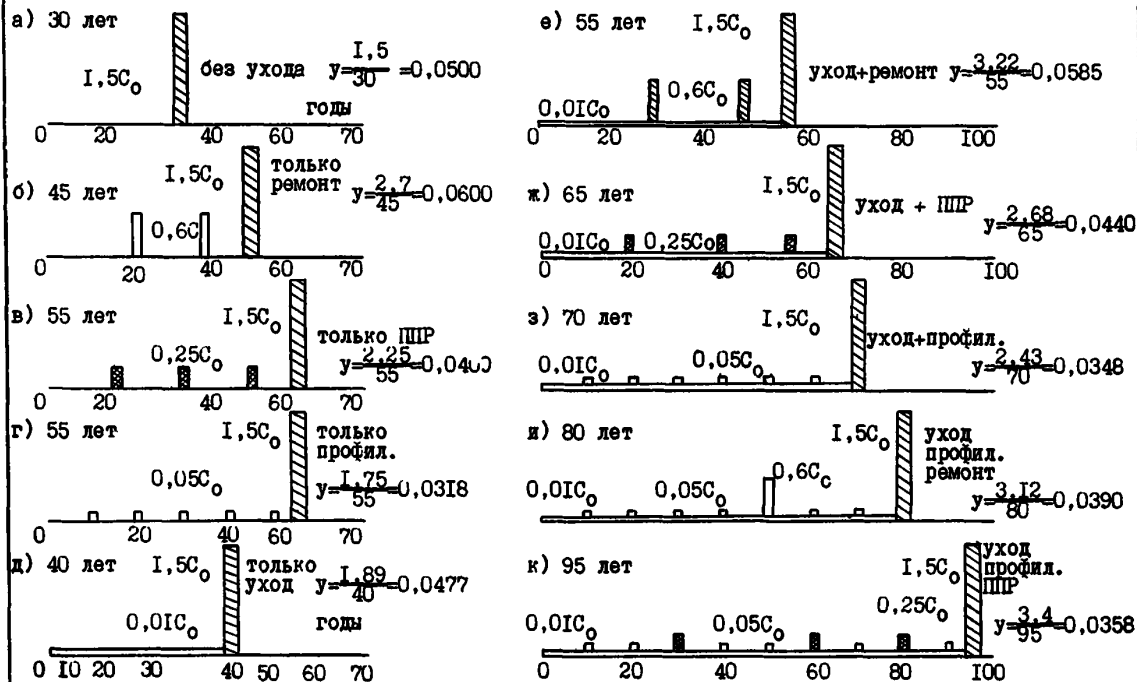 а) 30 лет
I,5C₀
без ухода y=I,5/30=0,0500
годы
0 20 40 60 70
б) 45 лет
I,5C₀
только
ремонт
0,6C
y=2,7/45=0,0600
0 20 40 60 70
в) 55 лет
I,5C₀
только ППР
0,25C₀
y=2,25/55=
0 20 40 60 70
г) 55 лет
I,5C₀
только
профил.
0,05C₀
y=I,75/55=0,03I8
0 20 40 60 70
д) 40 лет
I,5C₀
только
уход y=I,89/40=0,0477
0,0IC₀
годы
0 I0 20 30 40 50 60 70
е) 55 лет
I,5C₀
уход+ремонт y=3,22/55=0,0585
0,0IC₀ 0,6C₀
0 20 40 60 80 I00
ж) 65 лет
I,5C₀
уход + ППР
y=2,68/65=0,0440
0,0IC₀ 0,25C₀
0 20 40 60 80 I00
з) 70 лет
I,5C₀
уход+профил.
0,0IC₀ 0,05C₀
y=2,43/70=0,0348
0 20 40 60 80 I00
и) 80 лет
I,5C₀
уход
профил.
ремонт
0,0IC₀ 0,05C₀ 0,6C
y=3,I2/80=0,0390
0 20 40 60 80 I00
к) 95 лет
I,5C₀
уход
профил.
ППР
0,25C₀
0,0IC₀ 0,05C₀
y=3,4/95=0,0358
0 20 40 60 80 I00